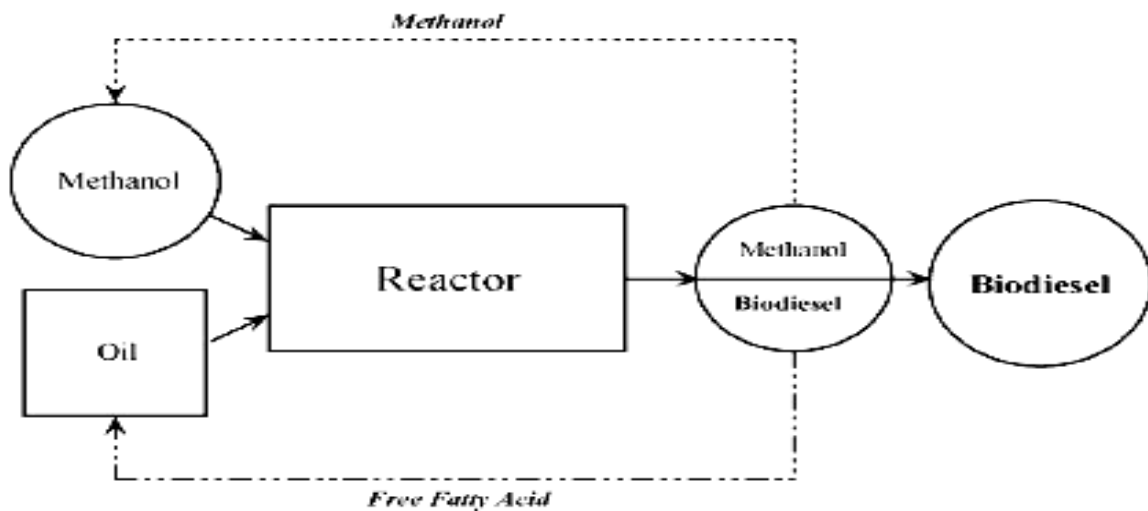 Methanol
Methanol
Reactor
Oil
Methanol
Biodiesel
Biodiesel
Free Fatty Acid